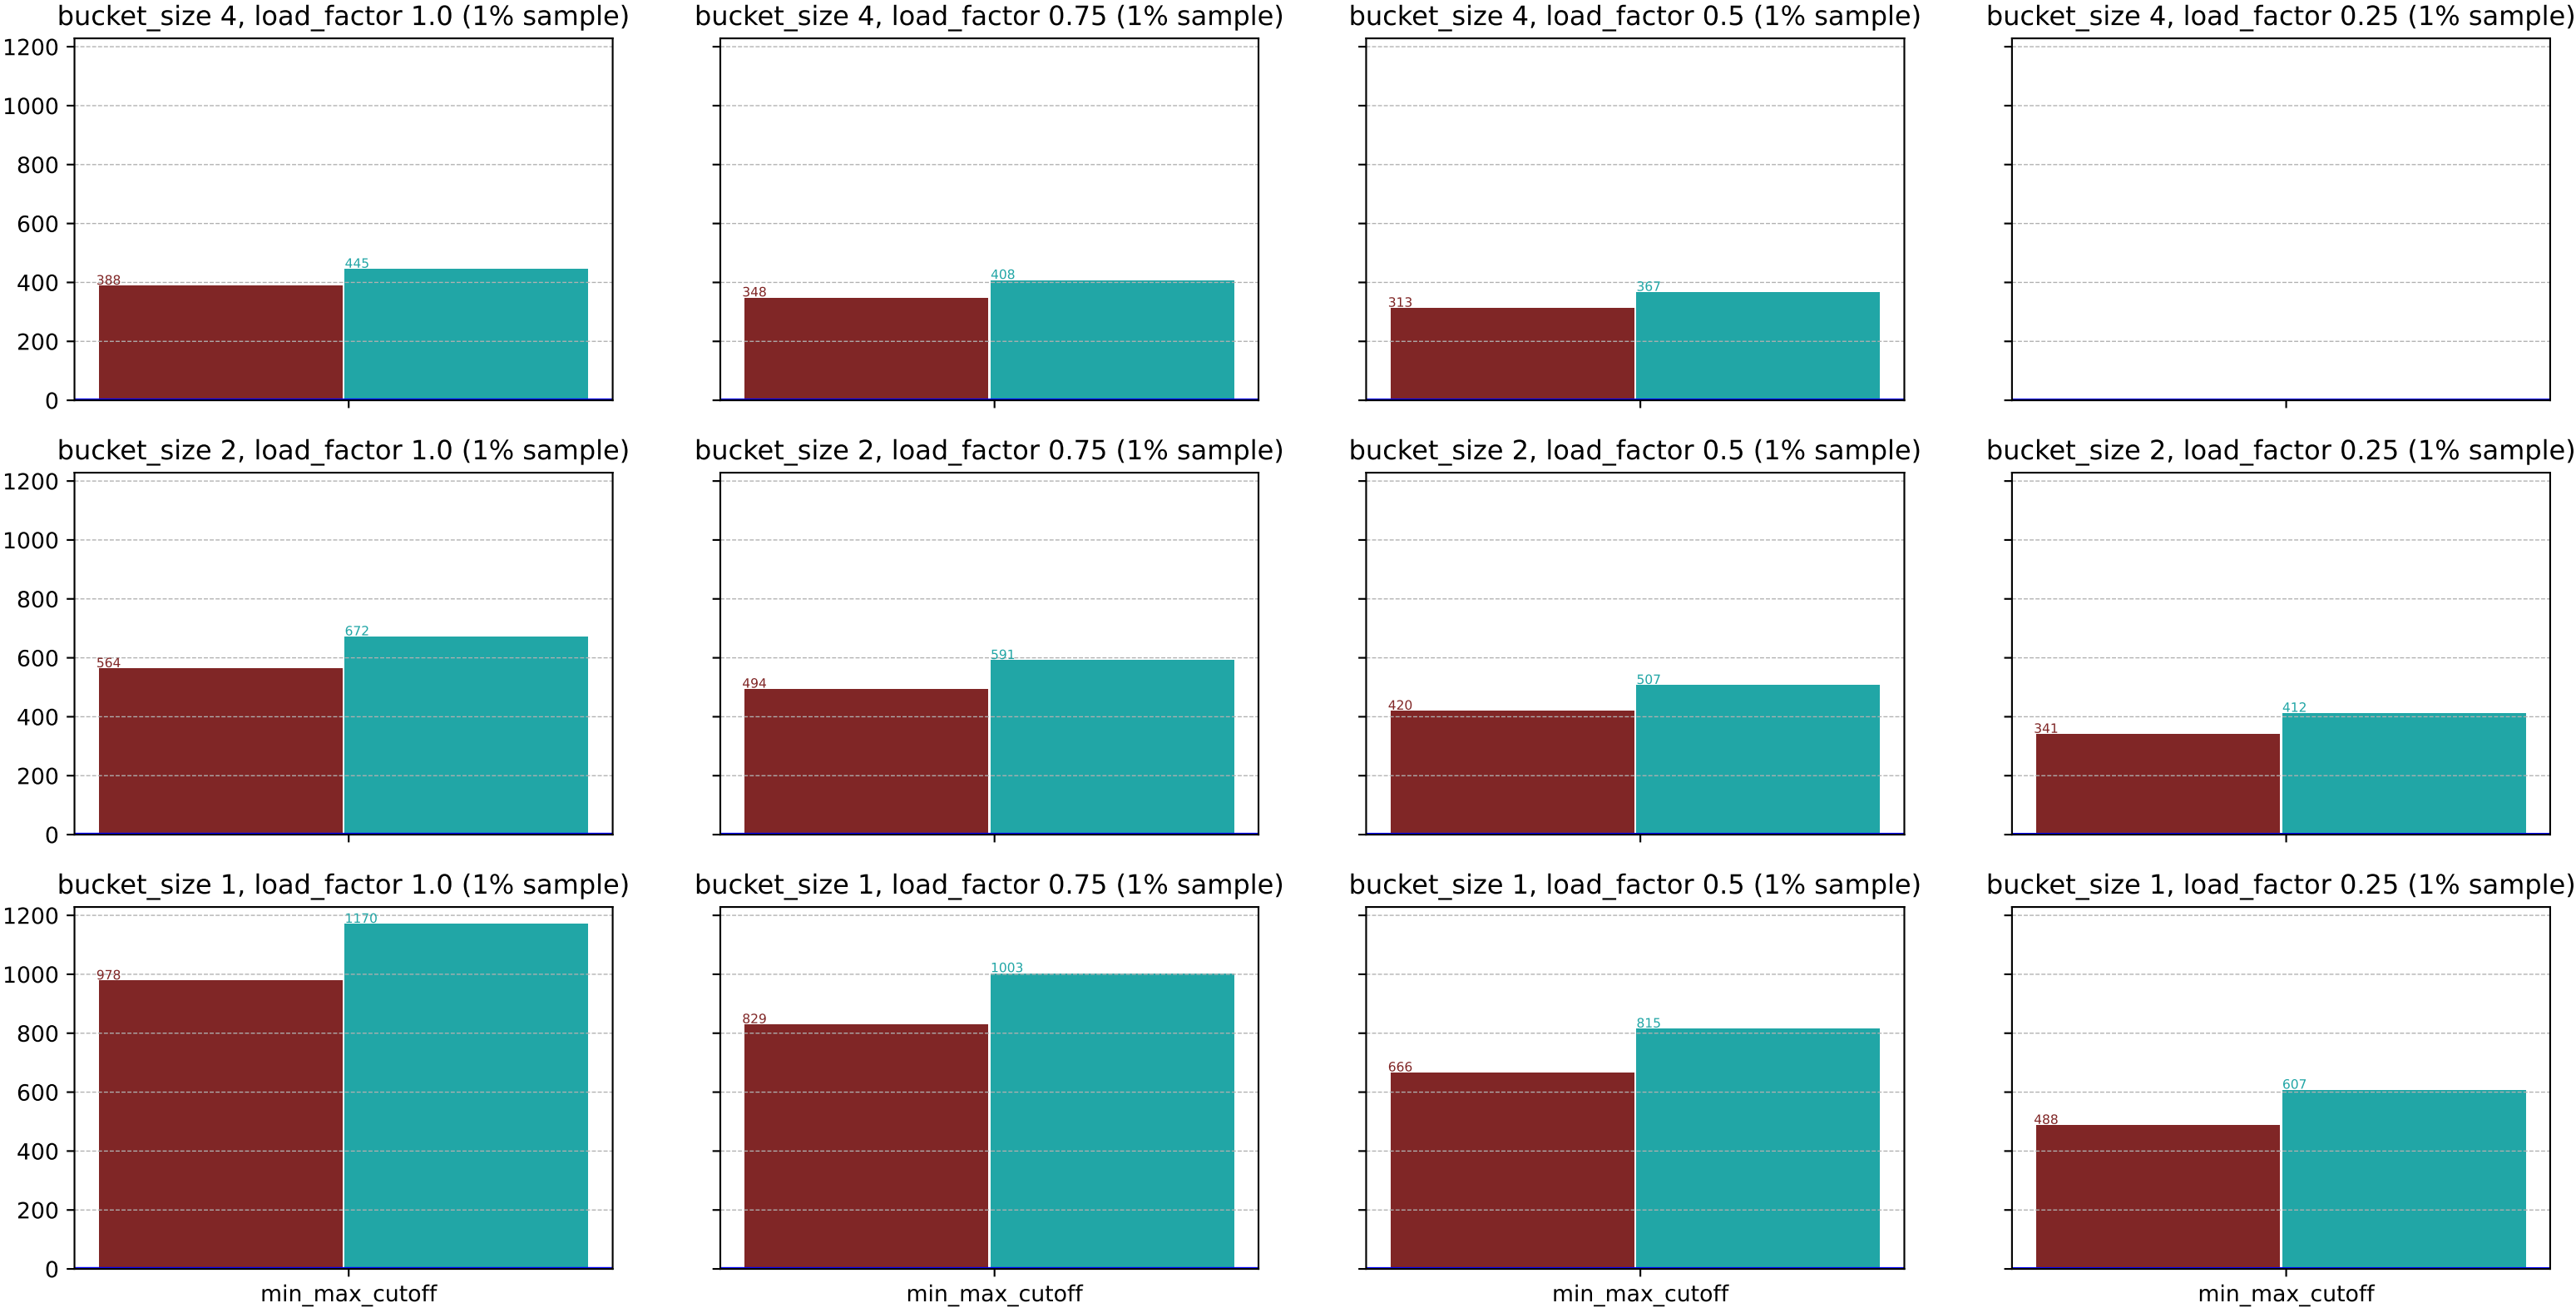 bucket_size 4, load_factor 1.0 (1% sample)
bucket_size 4, load_factor 0.75 (1% sample)
bucket_size 4, load_factor 0.5 (1% sample)
bucket_size 4, load_factor 0.25 (1% sample)
1200
1000
800
600
400
200
0
388
445
348
408
313
367
bucket_size 2, load_factor 1.0 (1% sample)
bucket_size 2, load_factor 0.75 (1% sample)
bucket_size 2, load_factor 0.5 (1% sample)
bucket_size 2, load_factor 0.25 (1% sample)
1200
1000
800
600
400
200
0
564
672
494
591
420
507
341
412
bucket_size 1, load_factor 1.0 (1% sample)
bucket_size 1, load_factor 0.75 (1% sample)
bucket_size 1, load_factor 0.5 (1% sample)
bucket_size 1, load_factor 0.25 (1% sample)
1200
1000
800
600
400
200
0
978
1170
829
1003
666
815
488
607
min_max_cutoff
min_max_cutoff
min_max_cutoff
min_max_cutoff